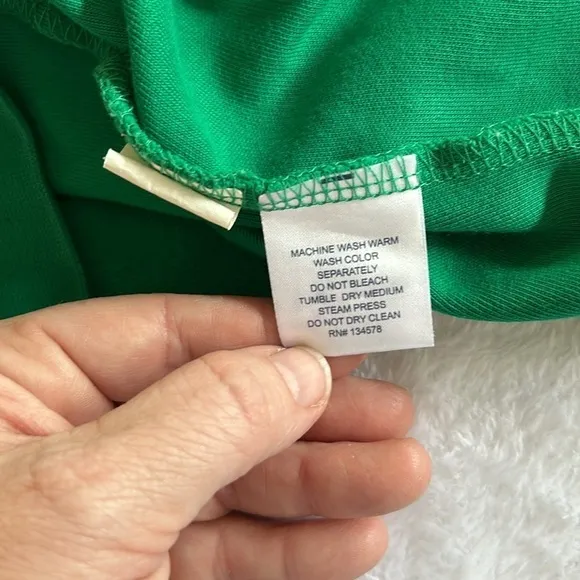 MACHINE WASH WARM
WASH COLOR
SEPARATELY
DO NOT BLEACH
TUMBLE DRY MEDIUM
STEAM PRESS
DO NOT DRY CLEAN
RN# 134578